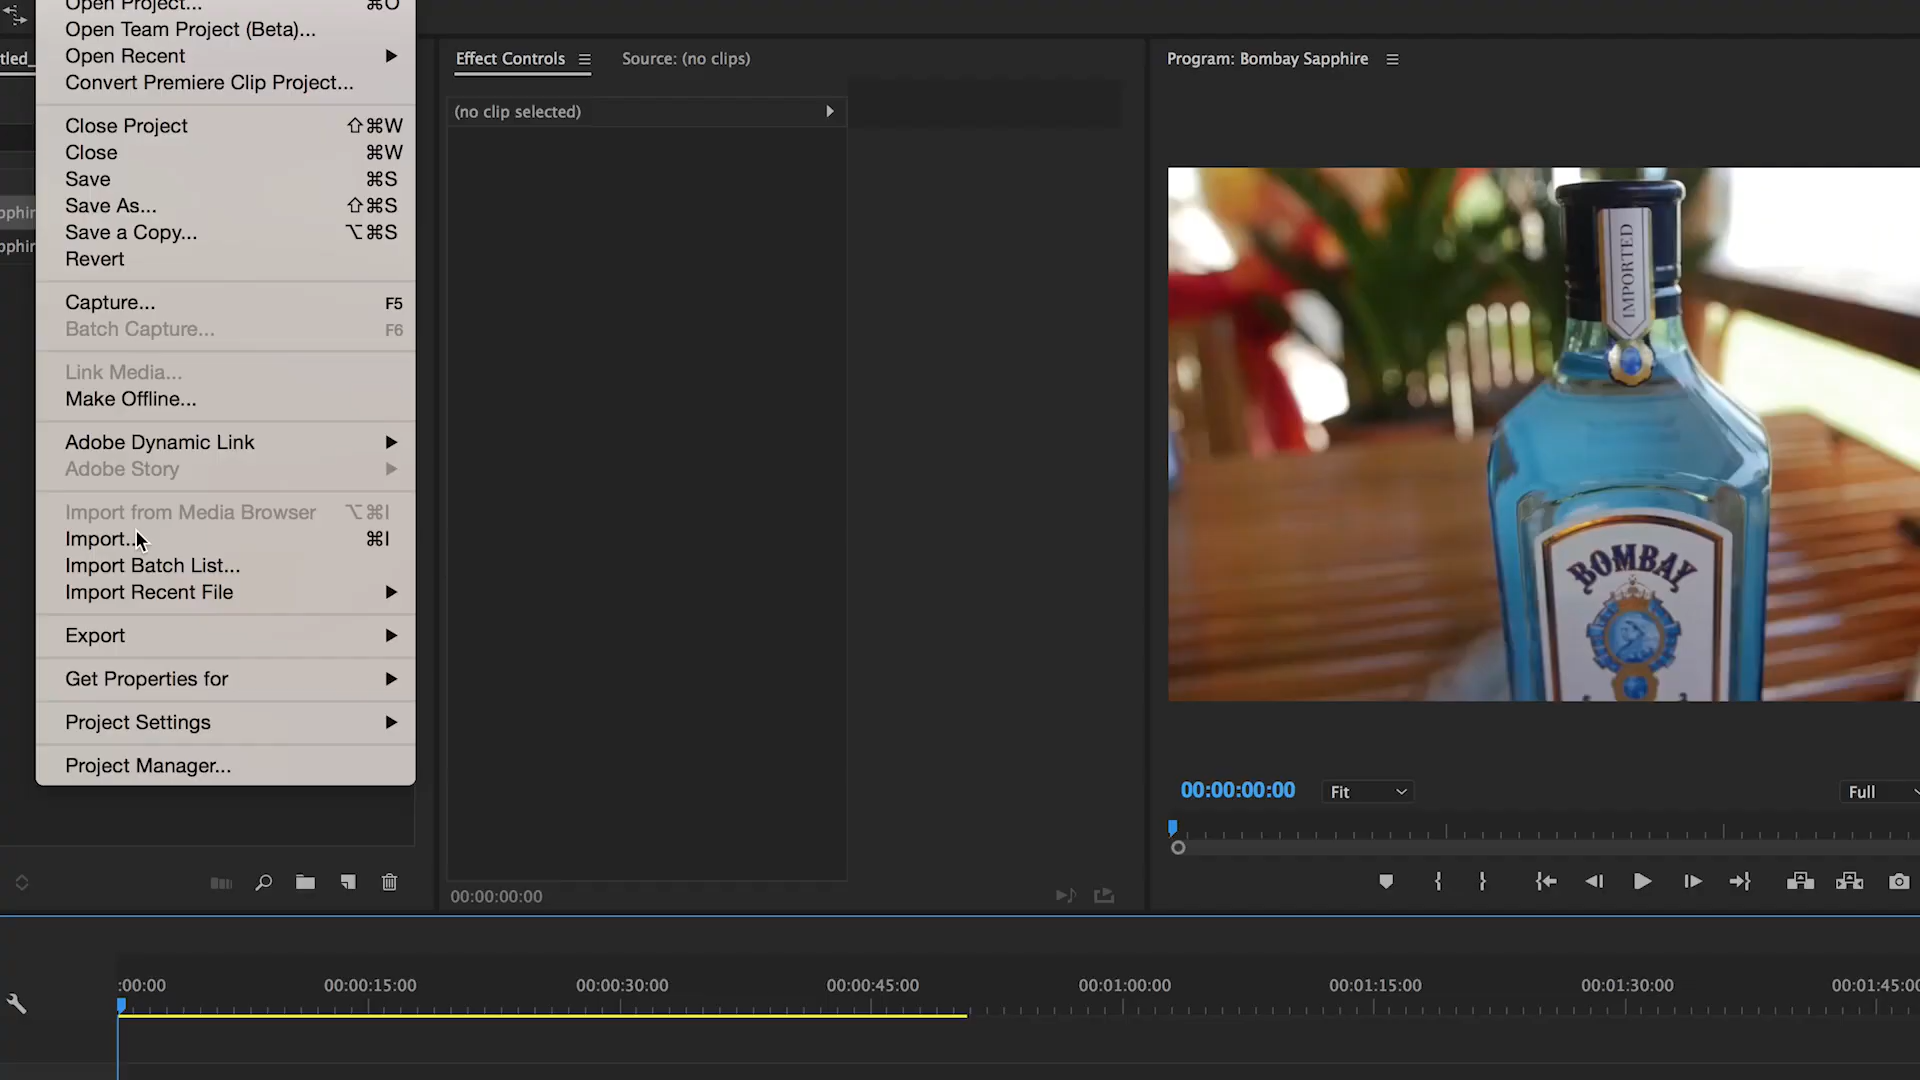 Open Project... ⌘O
Open Team Project (Beta)...
Open Recent
Convert Premiere Clip Project...
Close Project ⇧⌘W
Close ⌘W
Save ⌘S
Save As... ⇧⌘S
Save a Copy... ⌥⌘S
Revert
Capture... F5
Batch Capture... F6
Link Media...
Make Offline...
Adobe Dynamic Link
Adobe Story
Import from Media Browser ⌥⌘I
Import... ⌘I
Import Batch List...
Import Recent File
Export
Get Properties for
Project Settings
Project Manager...
tled_
pphir
pphir
Effect Controls
Source: (no clips)
(no clip selected)
00:00:00:00
Program: Bombay Sapphire
IMPORTED
BOMBAY
00:00:00:00
Fit
Full
:00:00
00:00:15:00
00:00:30:00
00:00:45:00
00:01:00:00
00:01:15:00
00:01:30:00
00:01:45:00